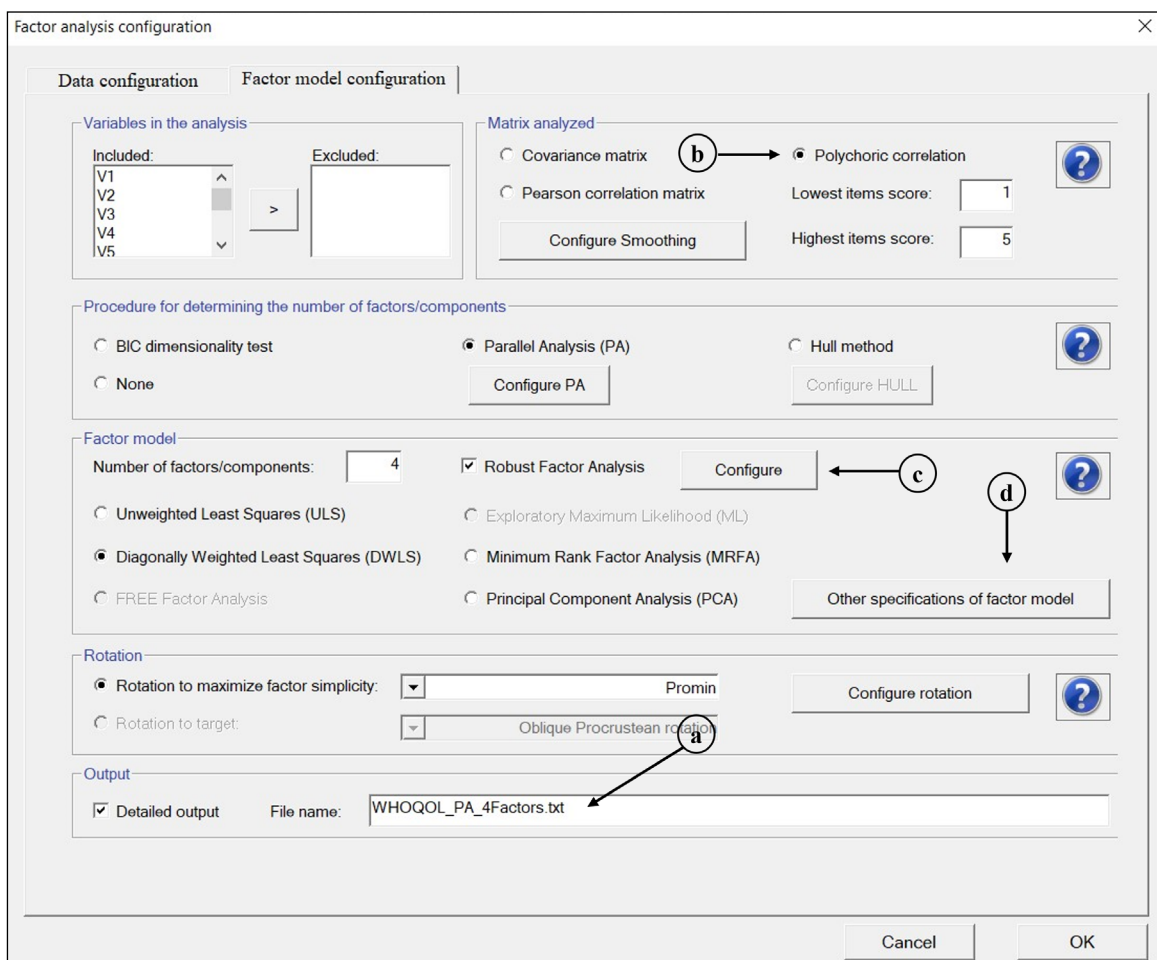 Factor analysis configuration
Data configuration
Factor model configuration
Variables in the analysis
Included:
Excluded:
V1
V2
V3
V4
V5
>
Matrix analyzed
Covariance matrix
b
Polychoric correlation
?
Pearson correlation matrix
Lowest items score:
1
Configure Smoothing
Highest items score:
5
Procedure for determining the number of factors/components
BIC dimensionality test
Parallel Analysis (PA)
Hull method
?
None
Configure PA
Configure HULL
Factor model
Number of factors/components:
4
Robust Factor Analysis
Configure
c
?
d
Unweighted Least Squares (ULS)
Exploratory Maximum Likelihood (ML)
Diagonally Weighted Least Squares (DWLS)
Minimum Rank Factor Analysis (MRFA)
FREE Factor Analysis
Principal Component Analysis (PCA)
Other specifications of factor model
Rotation
Rotation to maximize factor simplicity:
Promin
Configure rotation
?
Rotation to target:
Oblique Procrustean rotation
a
Output
Detailed output
File name:
WHOQOL_PA_4Factors.txt
Cancel
OK